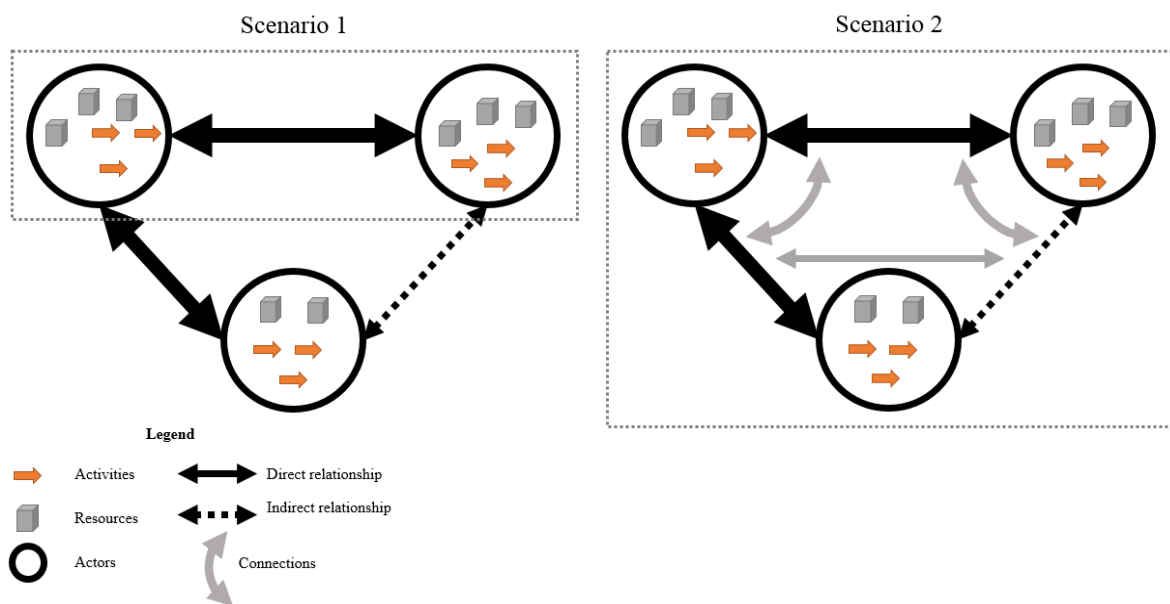 Scenario 1
Scenario 2
Legend
Activities
Direct relationship
Resources
Indirect relationship
Actors
Connections